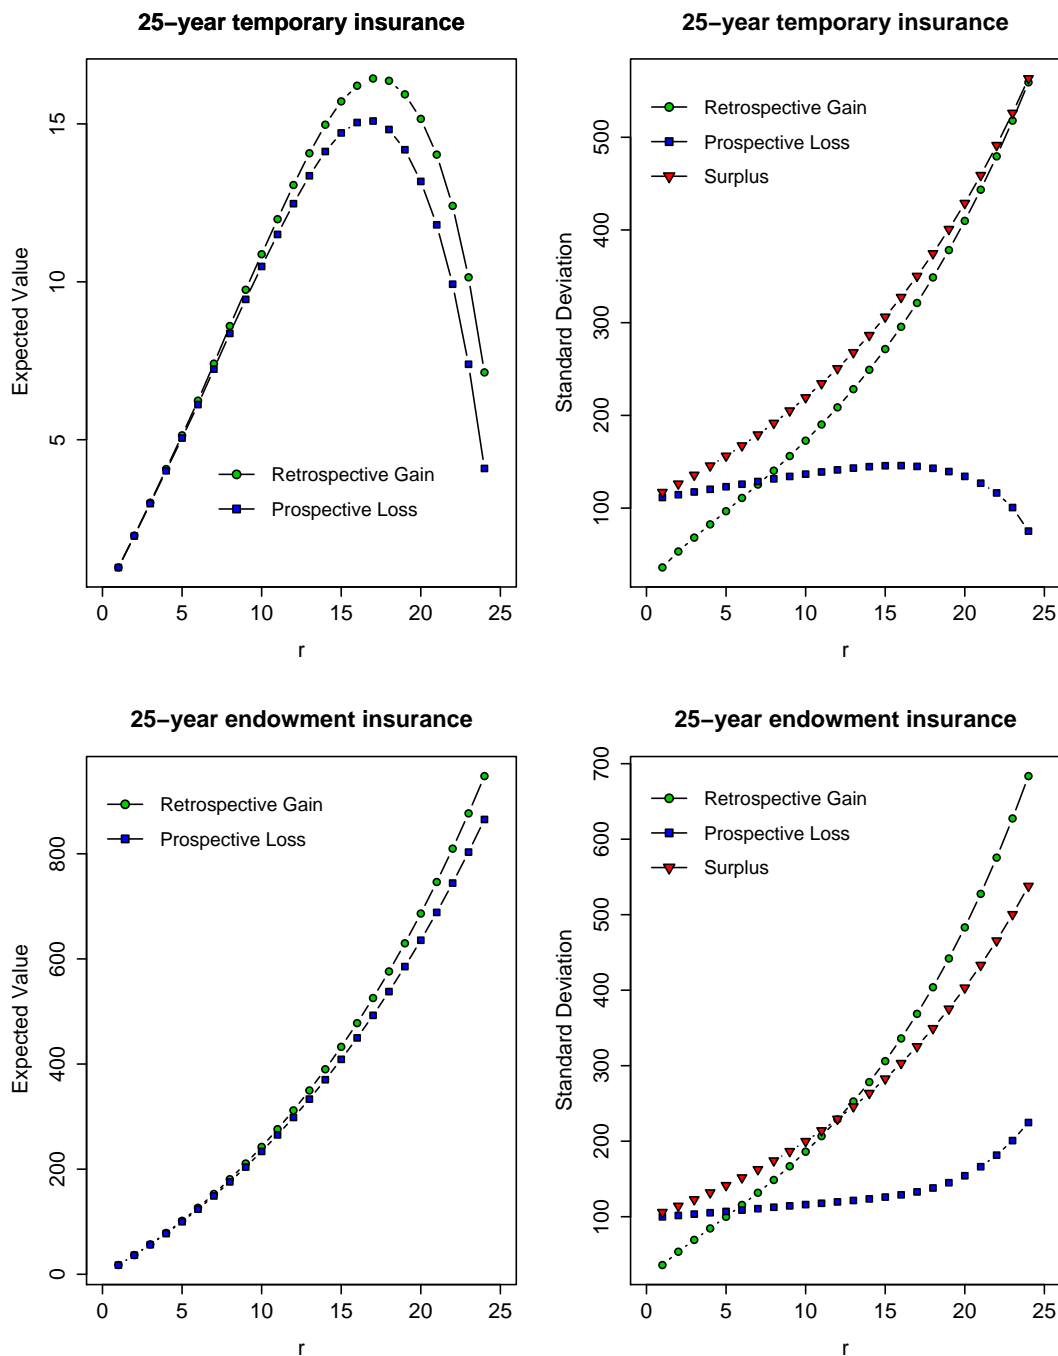 25−year temporary insurance
Expected Value
15
10
5
Retrospective Gain
Prospective Loss
0 5 10 15 20 25
r
25−year temporary insurance
Standard Deviation
500
400
300
200
100
Retrospective Gain
Prospective Loss
Surplus
0 5 10 15 20 25
r
25−year endowment insurance
Expected Value
800
600
400
200
0
Retrospective Gain
Prospective Loss
0 5 10 15 20 25
r
25−year endowment insurance
Standard Deviation
700
600
500
400
300
200
100
Retrospective Gain
Prospective Loss
Surplus
0 5 10 15 20 25
r